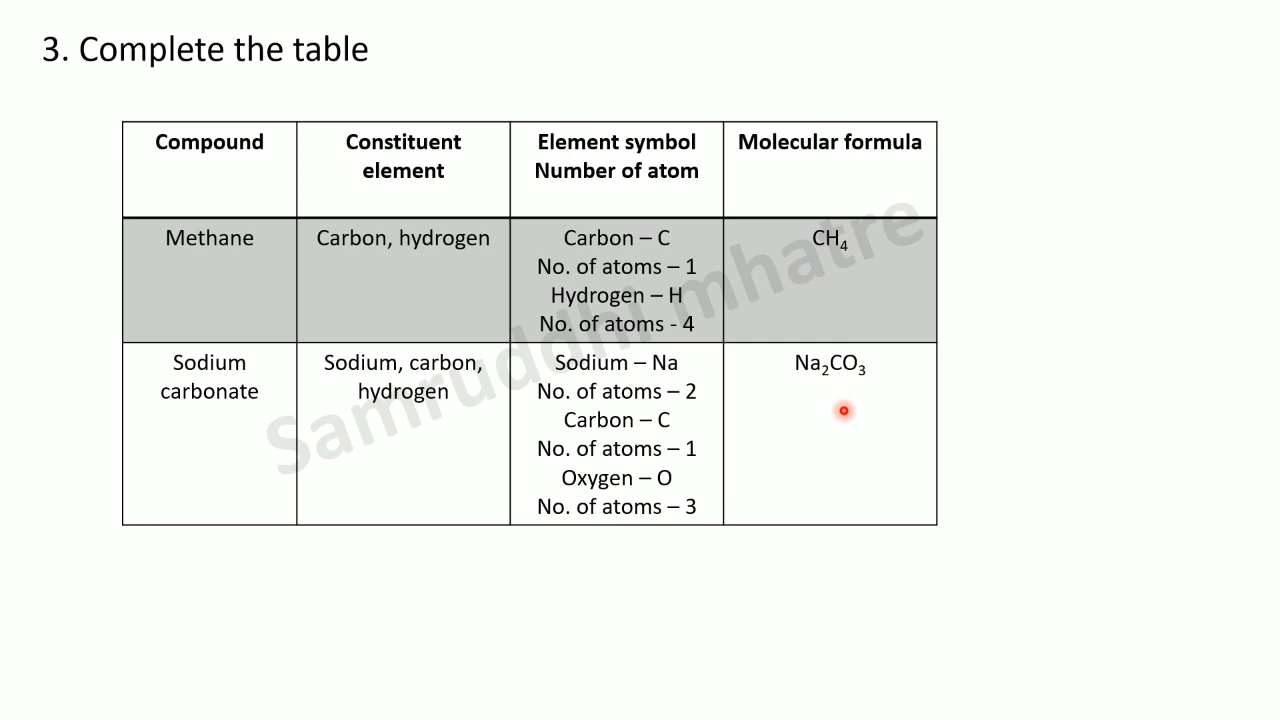 3. Complete the table
Compound
Constituent
element
Element symbol
Number of atom
Molecular formula
Methane
Carbon, hydrogen
Carbon – C
No. of atoms – 1
Hydrogen – H
No. of atoms - 4
CH₄
Sodium
carbonate
Sodium, carbon,
hydrogen
Sodium – Na
No. of atoms – 2
Carbon – C
No. of atoms – 1
Oxygen – O
No. of atoms – 3
Na₂CO₃
Samruddhi mhatre